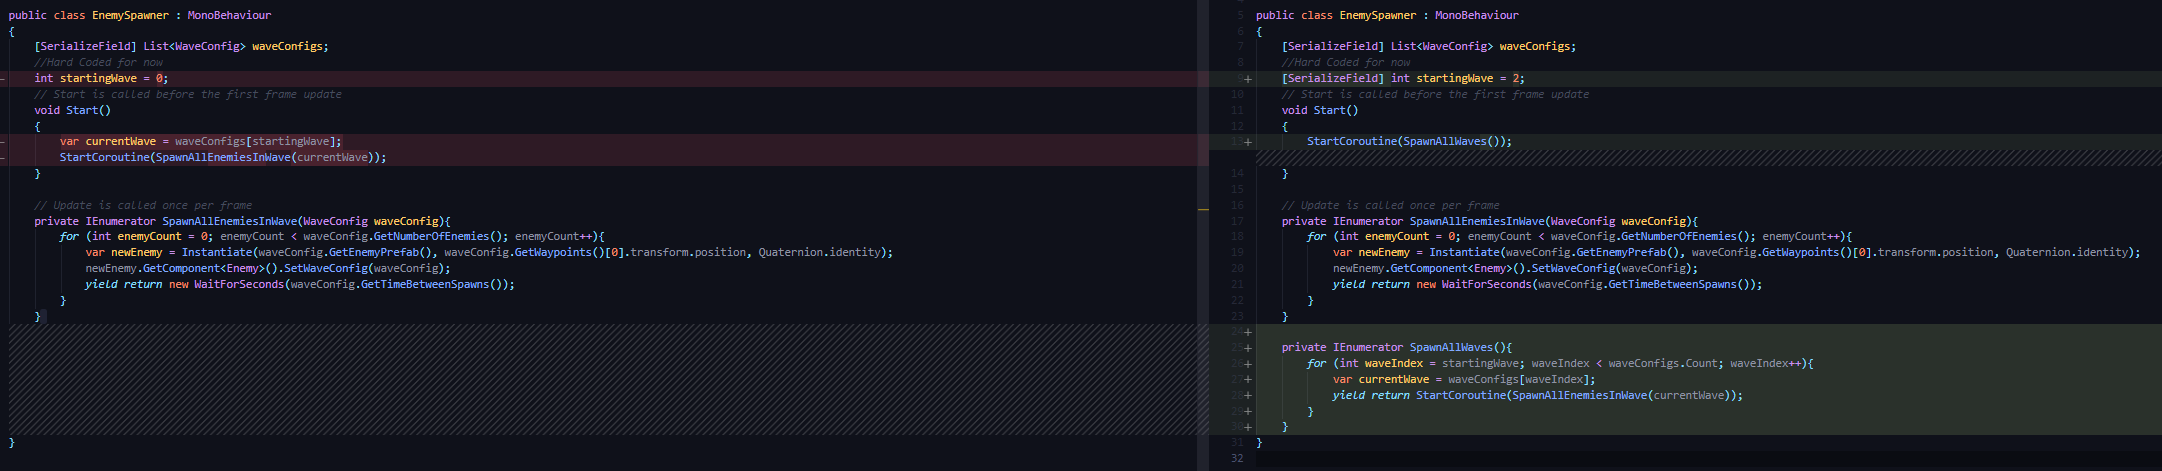 public class EnemySpawner : MonoBehaviour
{
[SerializeField] List<WaveConfig> waveConfigs;
//Hard Coded for now
int startingWave = 0;
// Start is called before the first frame update
void Start()
{
var currentWave = waveConfigs[startingWave];
StartCoroutine(SpawnAllEnemiesInWave(currentWave));
}
// Update is called once per frame
private IEnumerator SpawnAllEnemiesInWave(WaveConfig waveConfig){
for (int enemyCount = 0; enemyCount < waveConfig.GetNumberOfEnemies(); enemyCount++){
var newEnemy = Instantiate(waveConfig.GetEnemyPrefab(), waveConfig.GetWaypoints()[0].transform.position, Quaternion.identity);
newEnemy.GetComponent<Enemy>().SetWaveConfig(waveConfig);
yield return new WaitForSeconds(waveConfig.GetTimeBetweenSpawns());
}
}
}
5 public class EnemySpawner : MonoBehaviour
6 {
7 [SerializeField] List<WaveConfig> waveConfigs;
8 //Hard Coded for now
9+ [SerializeField] int startingWave = 2;
10 // Start is called before the first frame update
11 void Start()
12 {
13+ StartCoroutine(SpawnAllWaves());
14 }
15
16 // Update is called once per frame
17 private IEnumerator SpawnAllEnemiesInWave(WaveConfig waveConfig){
18 for (int enemyCount = 0; enemyCount < waveConfig.GetNumberOfEnemies(); enemyCount++){
19 var newEnemy = Instantiate(waveConfig.GetEnemyPrefab(), waveConfig.GetWaypoints()[0].transform.position, Quaternion.identity);
20 newEnemy.GetComponent<Enemy>().SetWaveConfig(waveConfig);
21 yield return new WaitForSeconds(waveConfig.GetTimeBetweenSpawns());
22 }
23 }
24+
25+ private IEnumerator SpawnAllWaves(){
26+ for (int waveIndex = startingWave; waveIndex < waveConfigs.Count; waveIndex++){
27+ var currentWave = waveConfigs[waveIndex];
28+ yield return StartCoroutine(SpawnAllEnemiesInWave(currentWave));
29+ }
30+ }
31 }
32